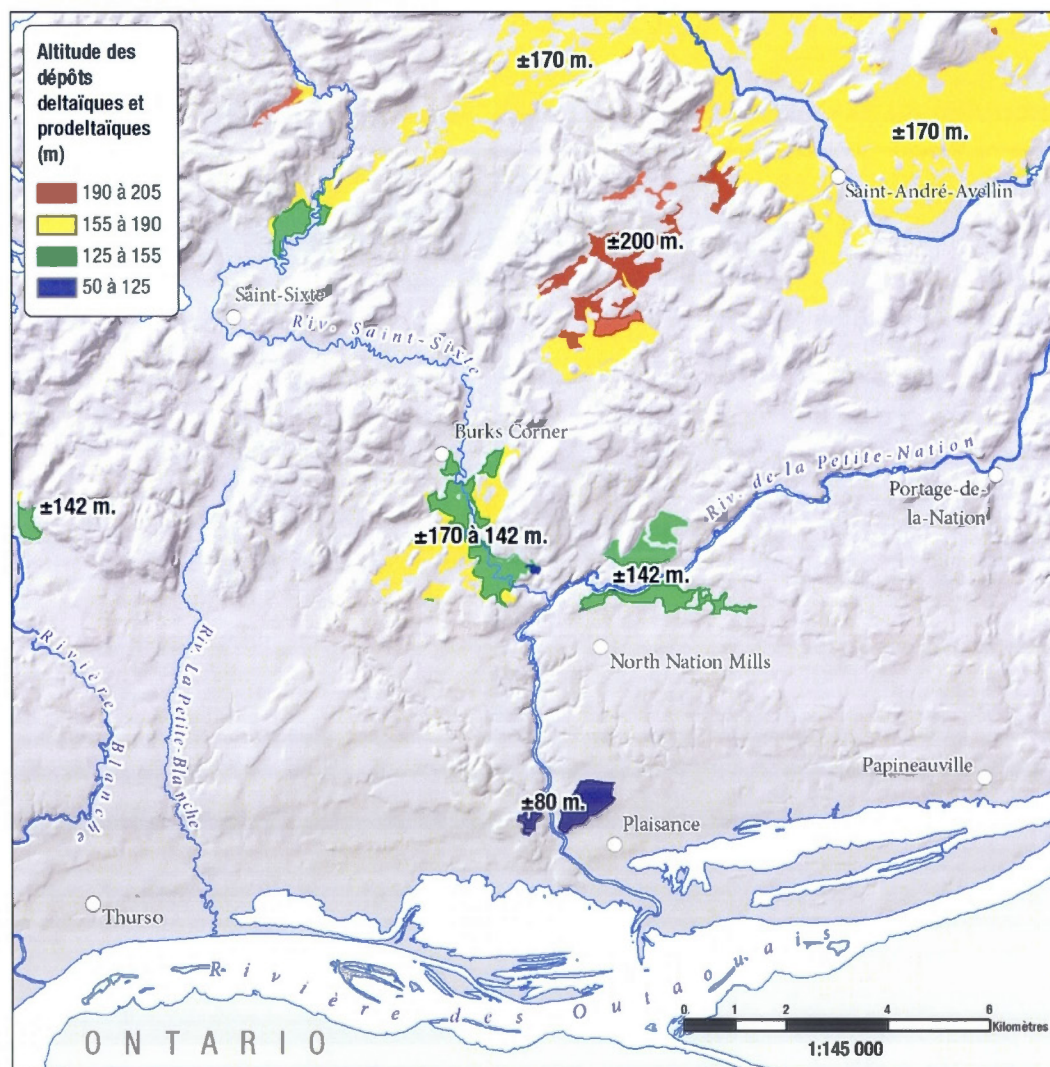 Altitude des
dépôts
deltaïques et
prodeltaïques
(m)
190 à 205
155 à 190
125 à 155
50 à 125
±170 m.
±170 m.
Saint-André-Avellin
±200 m.
Saint-Sixte
Riv. Saint-Sixte
Burks Corner
Riv. de la Petite-Nation
Portage-de-
la-Nation
±142 m.
±170 à 142 m.
±142 m.
North Nation Mills
Rivière Blanche
Riv. La Petite-Blanche
Papineauville
±80 m.
Plaisance
Thurso
Rivière des Outaouais
ONTARIO
0 1 2 4 6
Kilomètres
1:145 000